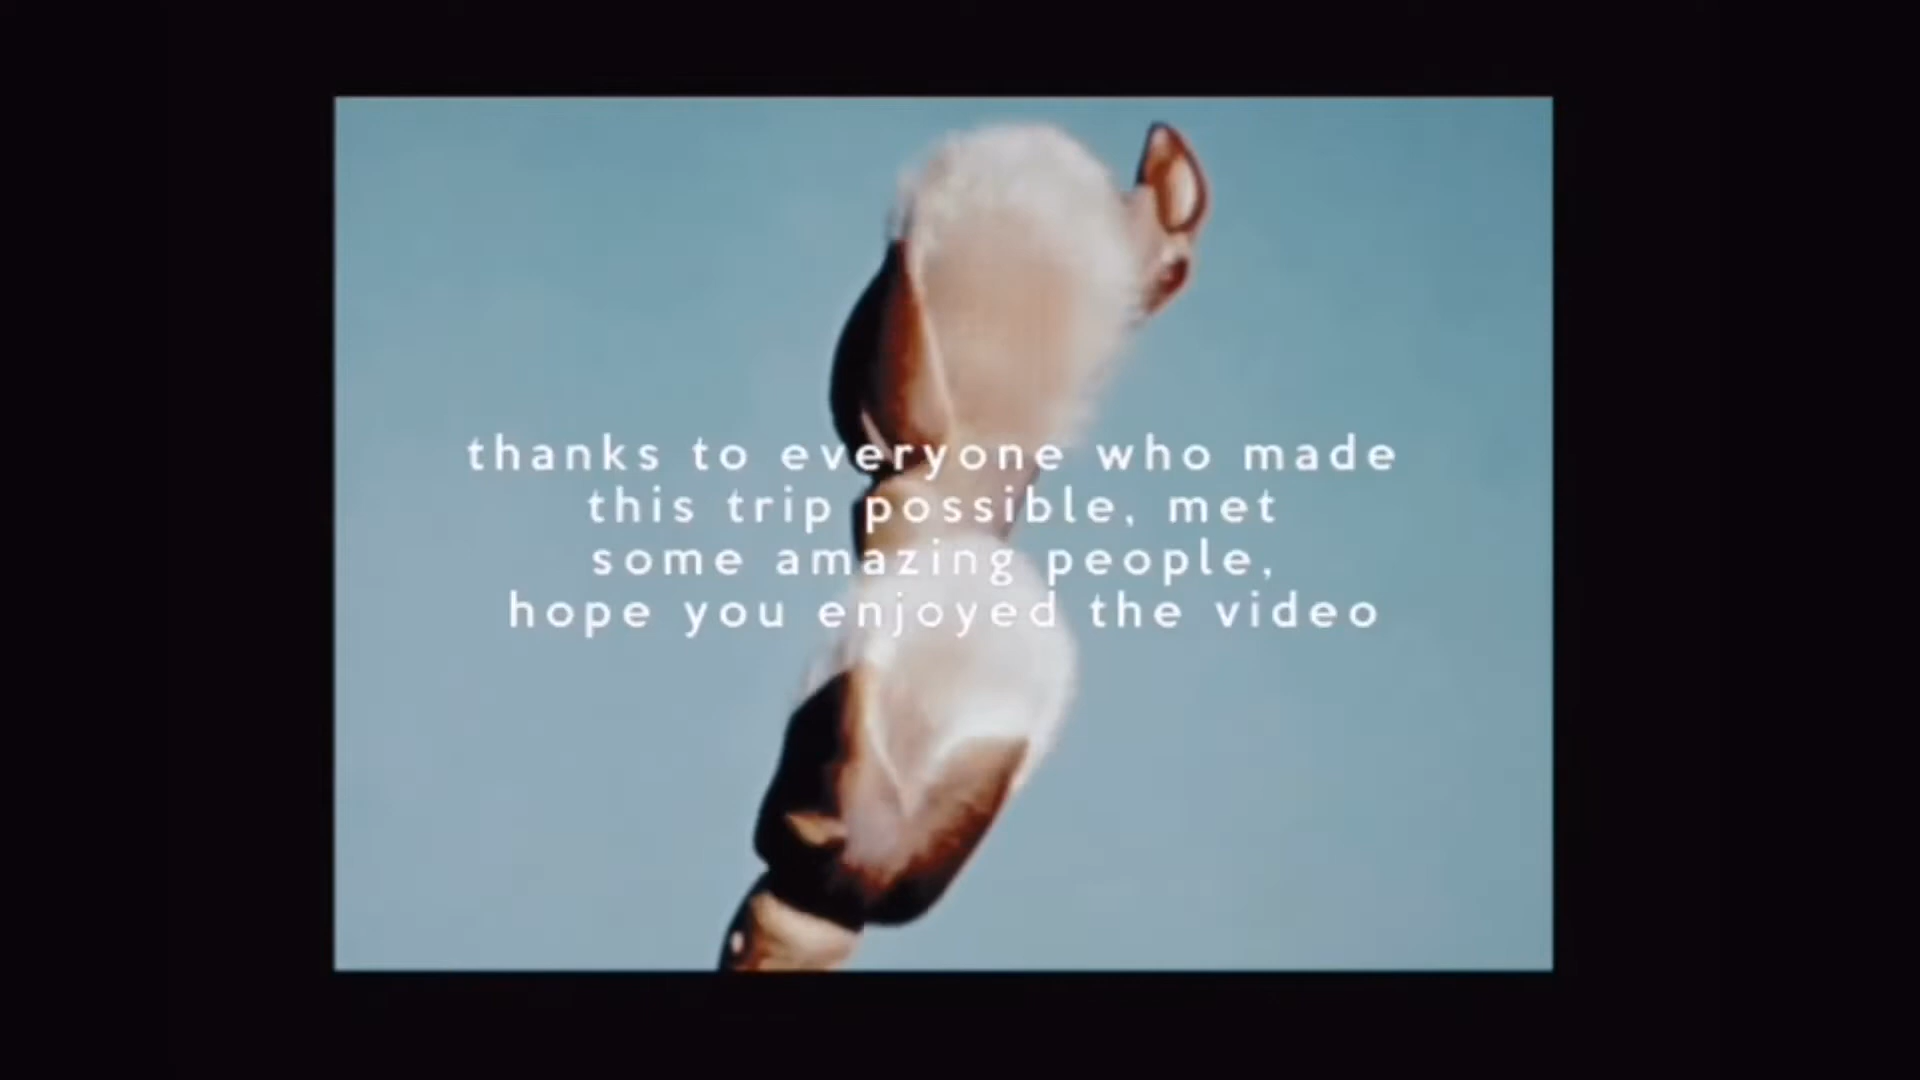 thanks to everyone who made
this trip possible, met
some amazing people,
hope you enjoyed the video